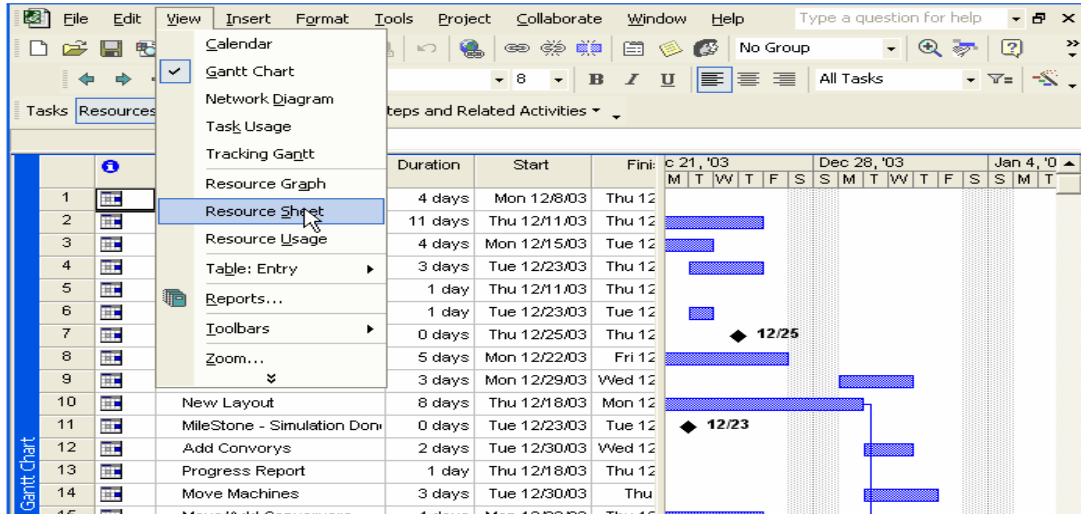 File Edit View Insert Format Tools Project Collaborate Window Help Type a question for help
No Group
8 B I U All Tasks
Tasks Resources teps and Related Activities
Calendar
Gantt Chart
Network Diagram
Task Usage
Tracking Gantt
Resource Graph
Resource Sheet
Resource Usage
Table: Entry
Reports...
Toolbars
Zoom...
Duration Start Fini c 21, '03 Dec 28, '03 Jan 4, '0
M T W T F S S M T W T F S S M T
1 4 days Mon 12/8/03 Thu 12
2 11 days Thu 12/11/03 Thu 12
3 4 days Mon 12/15/03 Tue 12
4 3 days Tue 12/23/03 Thu 12
5 1 day Thu 12/11/03 Thu 12
6 1 day Tue 12/23/03 Tue 12
7 0 days Thu 12/25/03 Thu 12 12/25
8 5 days Mon 12/22/03 Fri 12
9 3 days Mon 12/29/03 Wed 12
10 New Layout 8 days Thu 12/18/03 Mon 12
11 MileStone - Simulation Don 0 days Tue 12/23/03 Tue 12 12/23
12 Add Convorys 2 days Tue 12/30/03 Wed 12
13 Progress Report 1 day Thu 12/18/03 Thu 12
14 Move Machines 3 days Tue 12/30/03 Thu
Gantt Chart